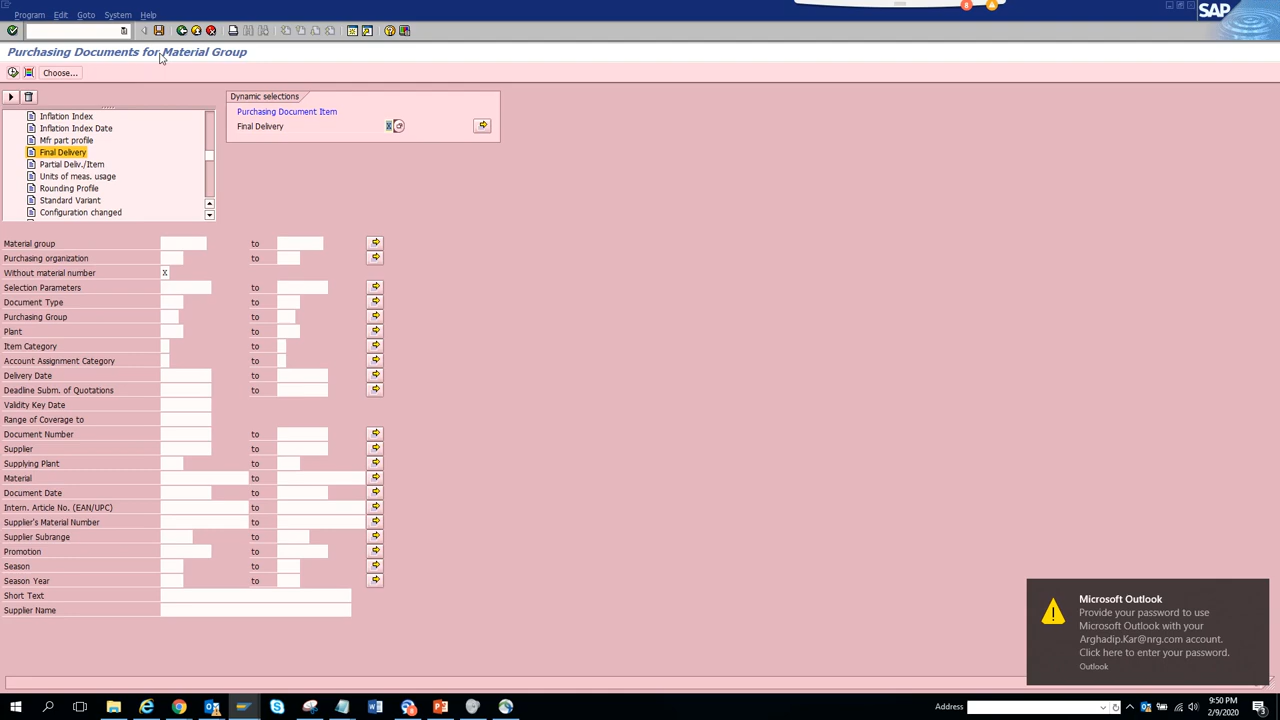 Program Edit Goto System Help
8
SAP
Purchasing Documents for Material Group
Choose...
Inflation Index
Inflation Index Date
Mfr part profile
Final Delivery
Partial Deliv./Item
Units of meas. usage
Rounding Profile
Standard Variant
Configuration changed
Dynamic selections
Purchasing Document Item
Final Delivery X
Material group to
Purchasing organization to
Without material number X
Selection Parameters to
Document Type to
Purchasing Group to
Plant to
Item Category to
Account Assignment Category to
Delivery Date to
Deadline Subm. of Quotations to
Validity Key Date
Range of Coverage to
Document Number to
Supplier to
Supplying Plant to
Material to
Document Date to
Intern. Article No. (EAN/UPC) to
Supplier's Material Number to
Supplier Subrange to
Promotion to
Season to
Season Year to
Short Text
Supplier Name
Microsoft Outlook
Provide your password to use
Microsoft Outlook with your
Arghadip.Kar@nrg.com account.
Click here to enter your password.
Outlook
Address
9:50 PM
2/9/2020